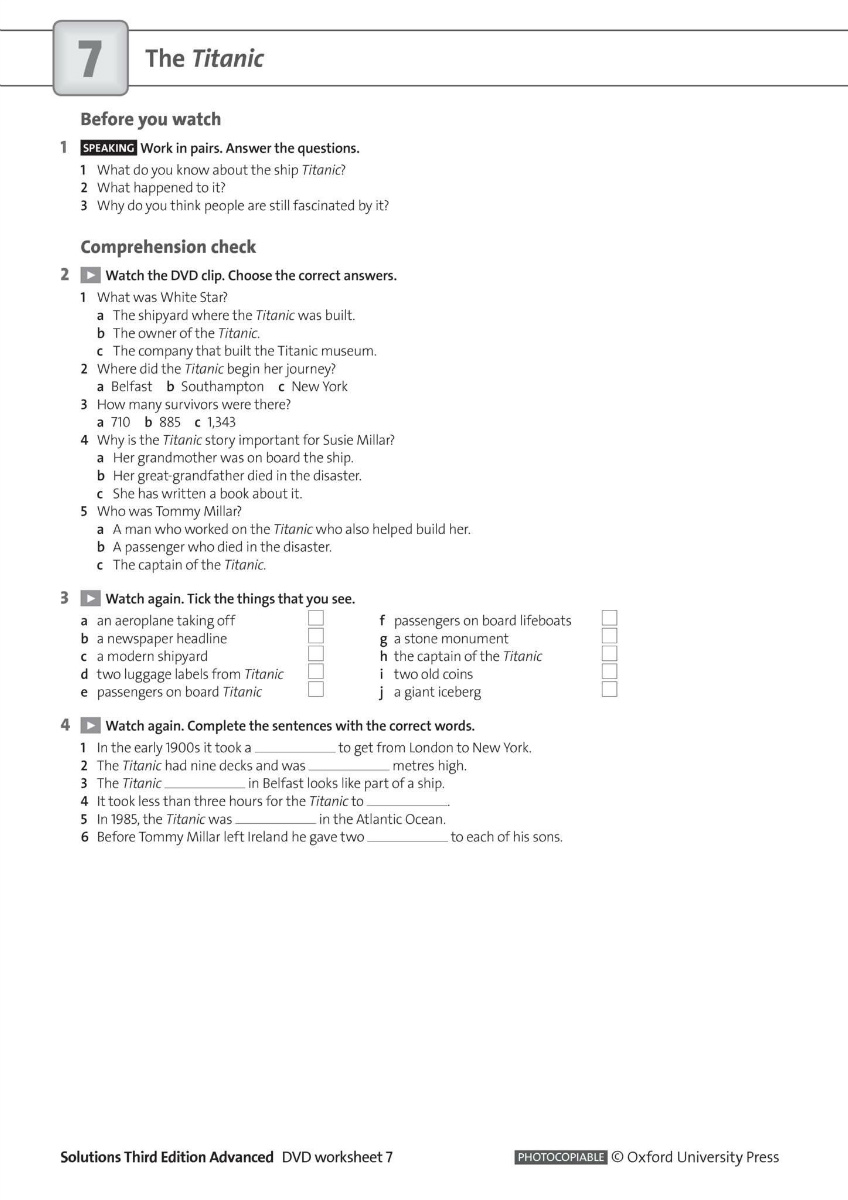 7
The Titanic
Before you watch
1 SPEAKING Work in pairs. Answer the questions.
1 What do you know about the ship Titanic?
2 What happened to it?
3 Why do you think people are still fascinated by it?
Comprehension check
2 Watch the DVD clip. Choose the correct answers.
1 What was White Star?
a The shipyard where the Titanic was built.
b The owner of the Titanic.
c The company that built the Titanic museum.
2 Where did the Titanic begin her journey?
a Belfast b Southampton c New York
3 How many survivors were there?
a 710 b 885 c 1,343
4 Why is the Titanic story important for Susie Millar?
a Her grandmother was on board the ship.
b Her great-grandfather died in the disaster.
c She has written a book about it.
5 Who was Tommy Millar?
a A man who worked on the Titanic who also helped build her.
b A passenger who died in the disaster.
c The captain of the Titanic.
3 Watch again. Tick the things that you see.
a an aeroplane taking off
b a newspaper headline
c a modern shipyard
d two luggage labels from Titanic
e passengers on board Titanic
f passengers on board lifeboats
g a stone monument
h the captain of the Titanic
i two old coins
j a giant iceberg
4 Watch again. Complete the sentences with the correct words.
1 In the early 1900s it took a ____________ to get from London to New York.
2 The Titanic had nine decks and was ____________ metres high.
3 The Titanic ____________ in Belfast looks like part of a ship.
4 It took less than three hours for the Titanic to ____________.
5 In 1985, the Titanic was ____________ in the Atlantic Ocean.
6 Before Tommy Millar left Ireland he gave two ____________ to each of his sons.
Solutions Third Edition Advanced DVD worksheet 7
PHOTOCOPIABLE © Oxford University Press